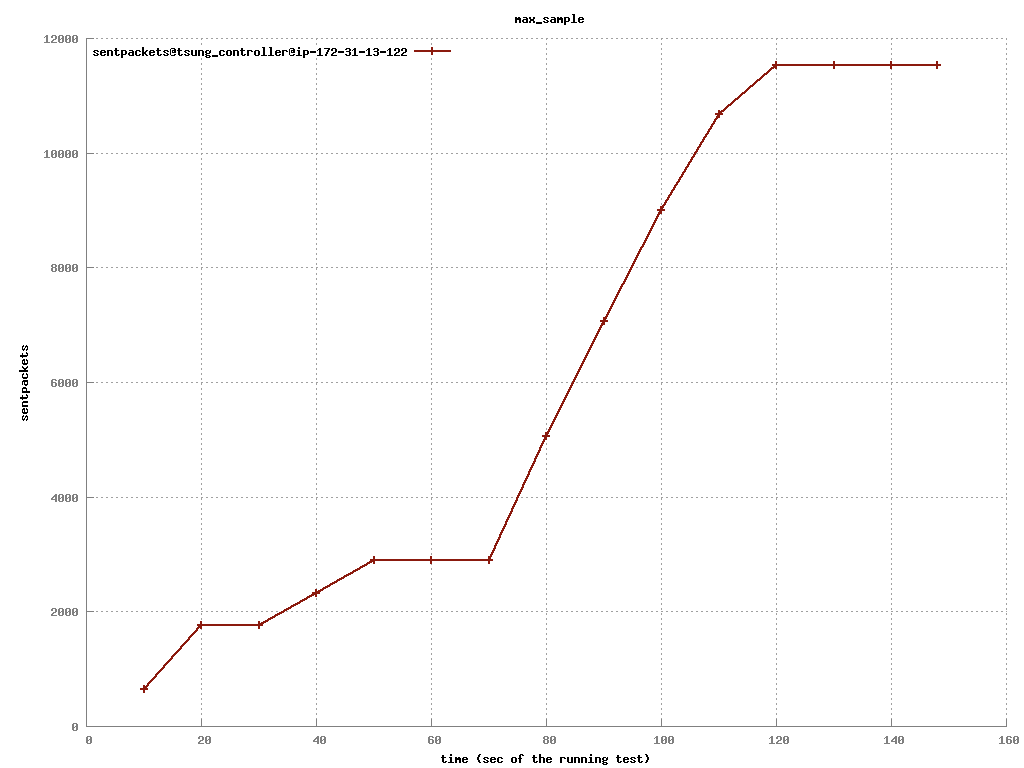 max_sample
sentpackets@tsung_controller@ip-172-31-13-122
12000
10000
8000
6000
4000
2000
0
sentpackets
0 20 40 60 80 100 120 140 160
time (sec of the running test)